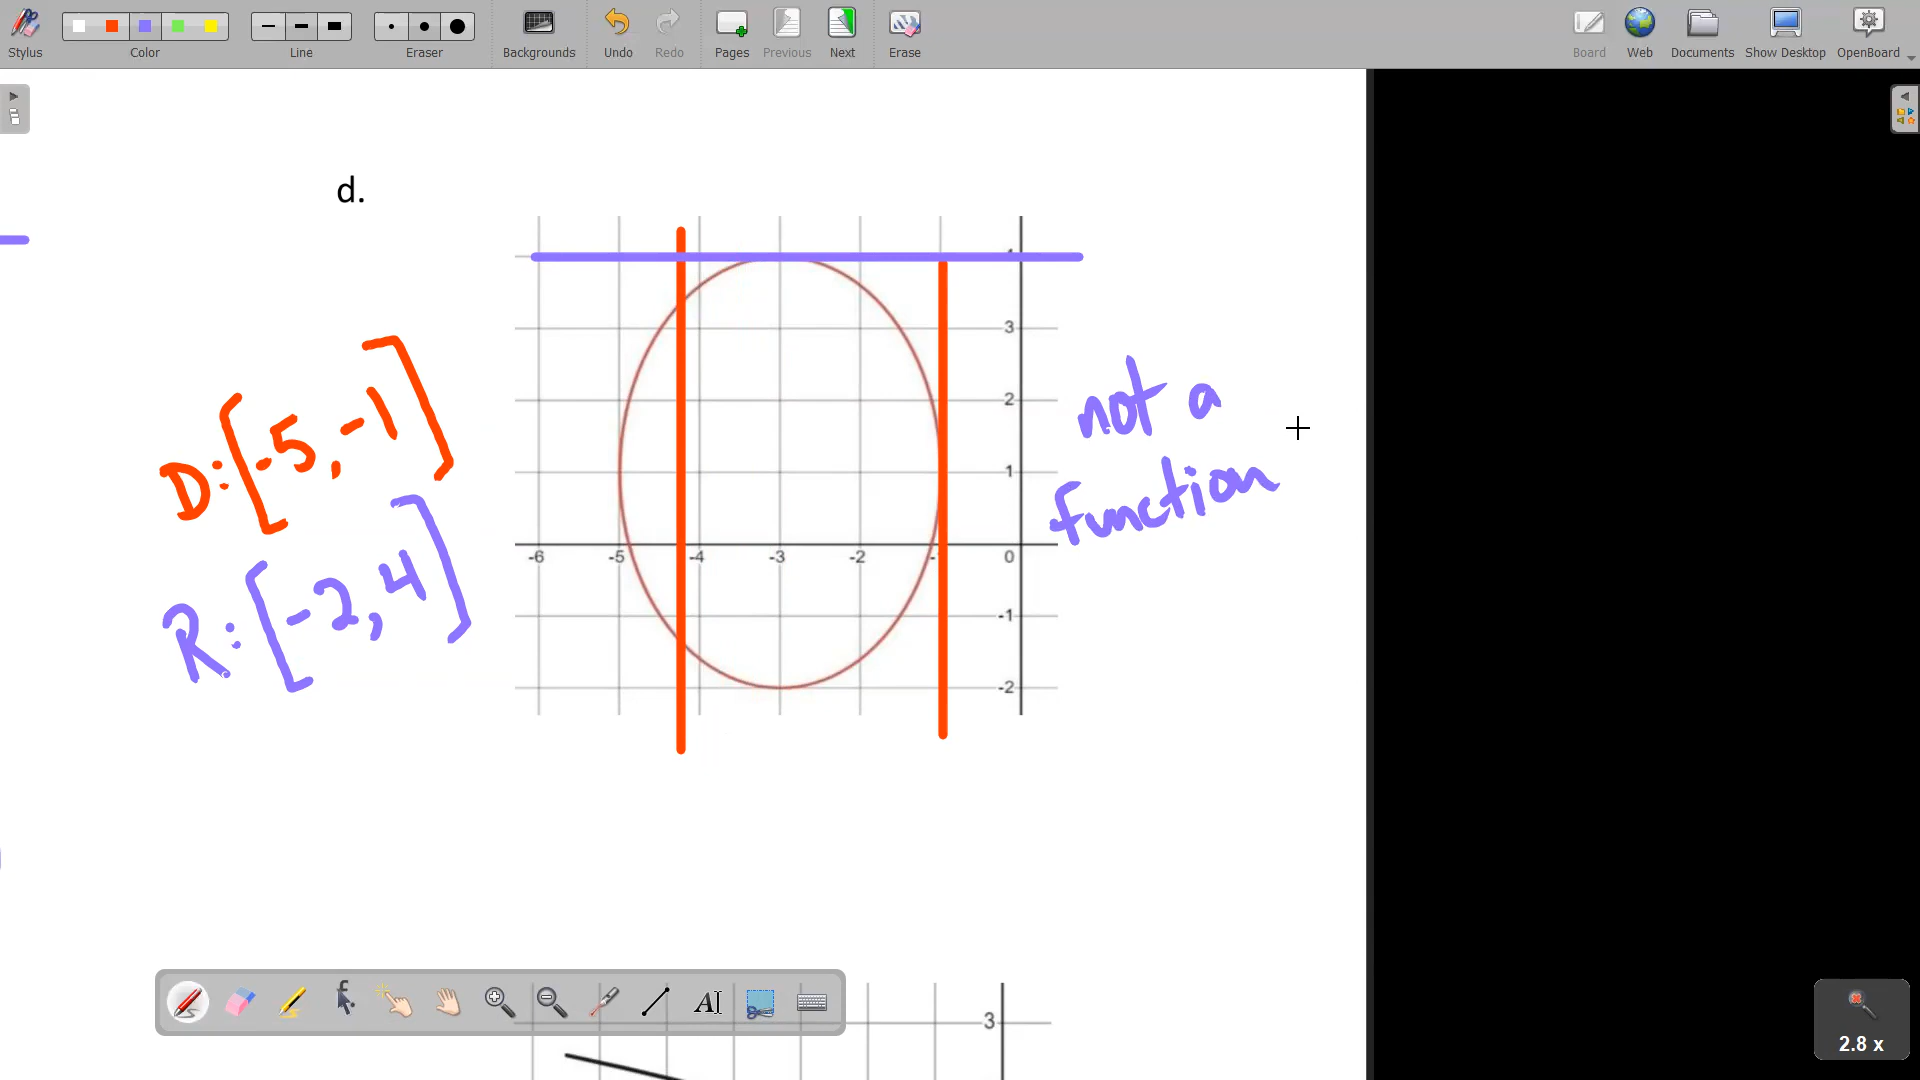 Stylus
Color
Line
Eraser
Backgrounds
Undo
Redo
Pages
Previous
Next
Erase
Board
Web
Documents
Show Desktop
OpenBoard
d.
3
2
1
-6 -5 -4 -3 -2 0
-1
-2
D:[-5,-1]
R:[-2,4]
not a
function
3
AI
2.8 x